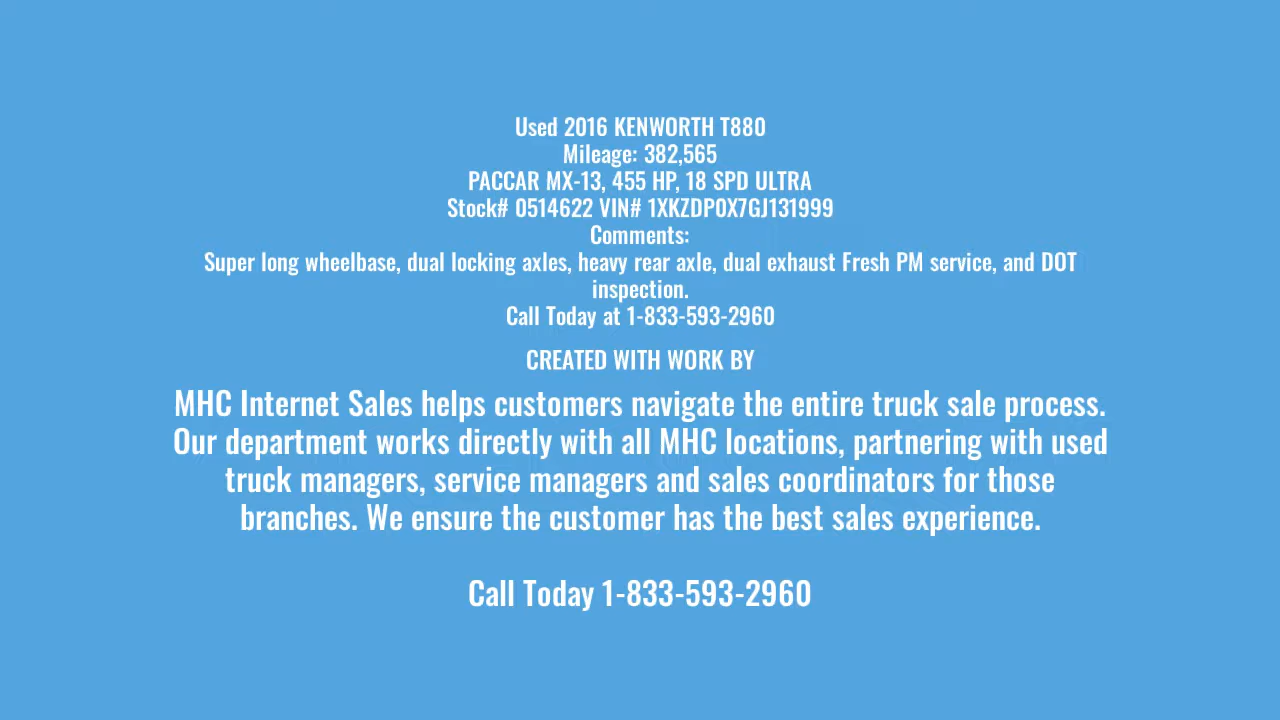 Used 2016 KENWORTH T880
Mileage: 382,565
PACCAR MX-13, 455 HP, 18 SPD ULTRA
Stock# 0514622 VIN# 1XKZDP0X7GJ131999
Comments:
Super long wheelbase, dual locking axles, heavy rear axle, dual exhaust Fresh PM service, and DOT
inspection.
Call Today at 1-833-593-2960
CREATED WITH WORK BY
MHC Internet Sales helps customers navigate the entire truck sale process.
Our department works directly with all MHC locations, partnering with used
truck managers, service managers and sales coordinators for those
branches. We ensure the customer has the best sales experience.
Call Today 1-833-593-2960